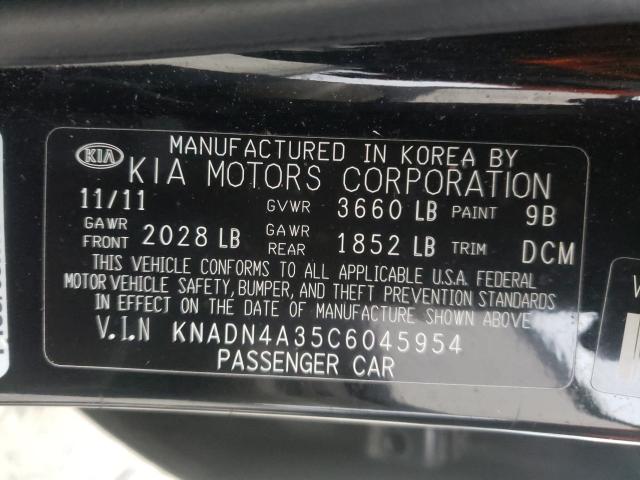 MANUFACTURED IN KOREA BY
KIA KIA MOTORS CORPORATION
11/11 GVWR 3660 LB PAINT 9B
GAWR FRONT 2028 LB GAWR REAR 1852 LB TRIM DCM
THIS VEHICLE CONFORMS TO ALL APPLICABLE U.S.A. FEDERAL
MOTOR VEHICLE SAFETY, BUMPER, AND THEFT PREVENTION STANDARDS
IN EFFECT ON THE DATE OF MANUFACTURE SHOWN ABOVE.
V.I.N KNADN4A35C6045954
PASSENGER CAR